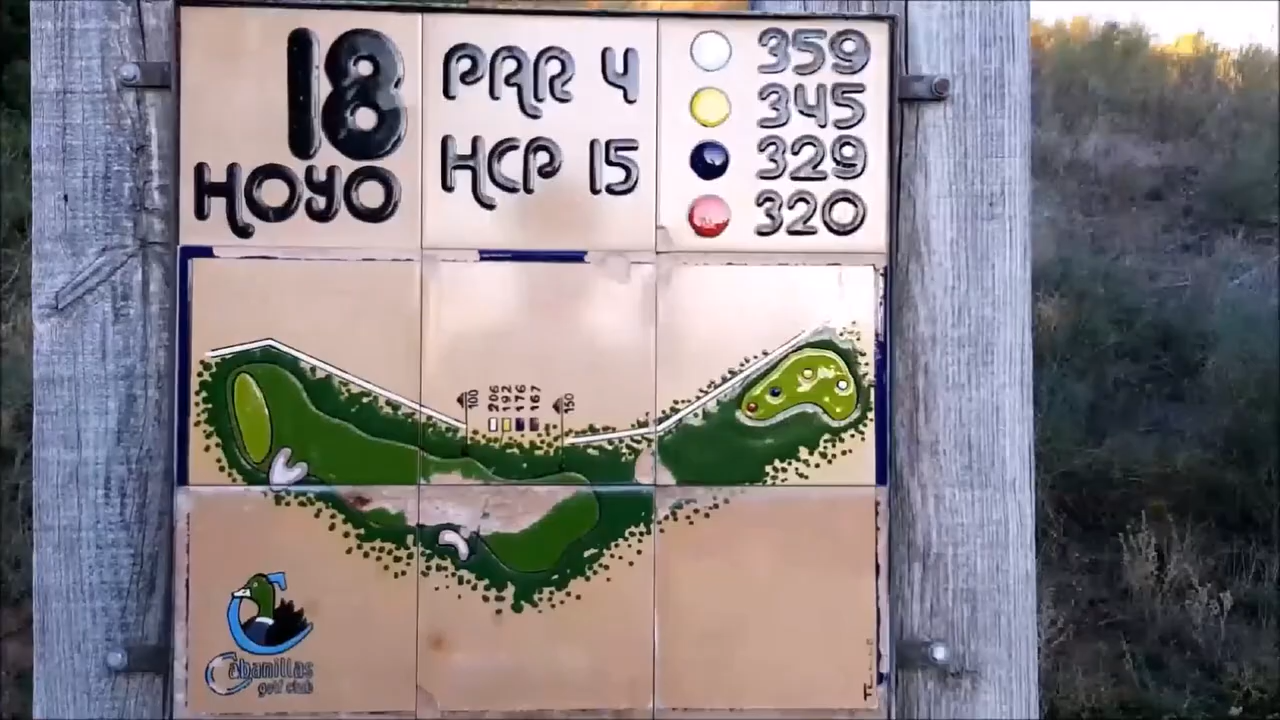 18
HOYO
PAR 4
HCP 15
359
345
329
320
100
206
192
176
167
150
Cabanillas
golf club